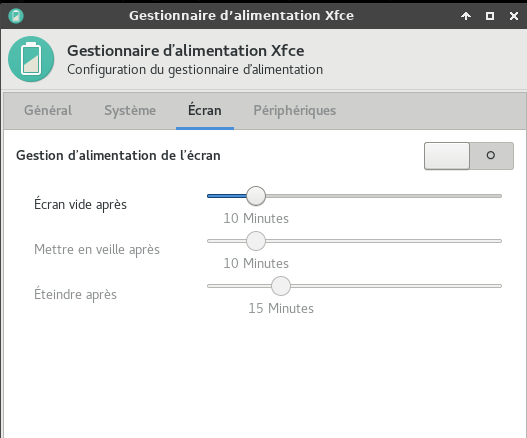 Gestionnaire d’alimentation Xfce
Gestionnaire d'alimentation Xfce
Configuration du gestionnaire d'alimentation
Général Système Écran Périphériques
Gestion d'alimentation de l'écran
Écran vide après
10 Minutes
Mettre en veille après
10 Minutes
Éteindre après
15 Minutes